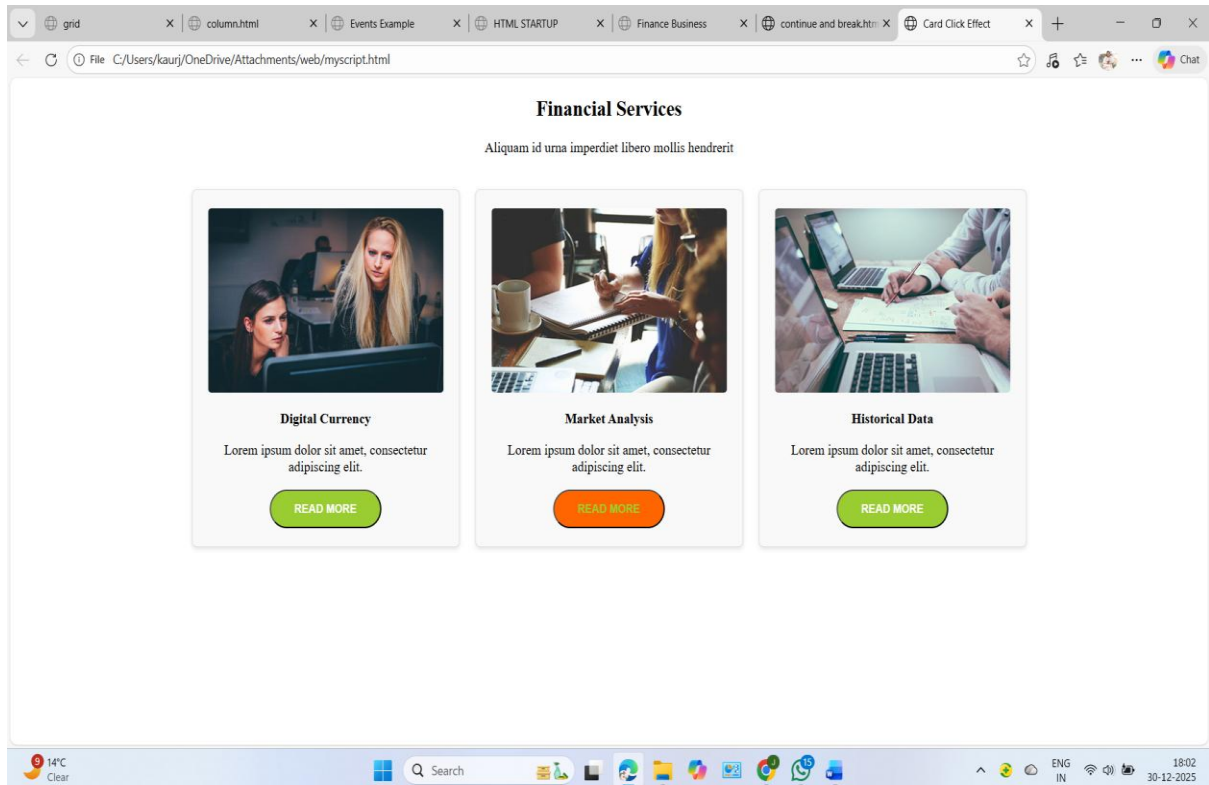 grid
column.html
Events Example
HTML STARTUP
Finance Business
continue and break.htm
Card Click Effect
File C:/Users/kaurj/OneDrive/Attachments/web/myscript.html
Chat
Financial Services
Aliquam id urna imperdiet libero mollis hendrerit
Digital Currency
Lorem ipsum dolor sit amet, consectetur
adipiscing elit.
READ MORE
Market Analysis
Lorem ipsum dolor sit amet, consectetur
adipiscing elit.
READ MORE
Historical Data
Lorem ipsum dolor sit amet, consectetur
adipiscing elit.
READ MORE
9
14°C
Clear
Search
15
ENG
IN
18:02
30-12-2025